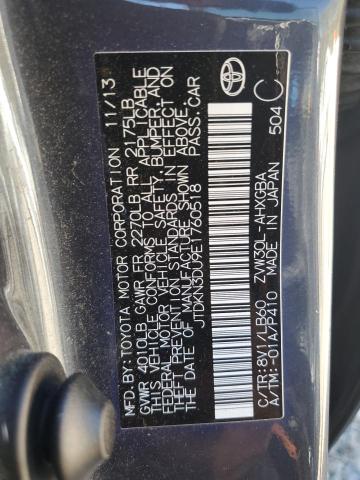 MFD.BY:TOYOTA MOTOR CORPORATION 11/13
GVWR 4010LB GAWR FR 2270LB RR 2175LB
THIS VEHICLE CONFORMS TO ALL APPLICABLE
FEDERAL MOTOR VEHICLE SAFETY,BUMPER,AND
THEFT PREVENTION STANDARDS IN EFFECT ON
THE DATE OF MANUFACTURE SHOWN ABOVE.
JTDKN3DU9E1760518 PASS.CAR
C/TR:8V1/LB60 ZVW30L-AHXGBA
A/TM:-01A/P410 MADE IN JAPAN 504 C